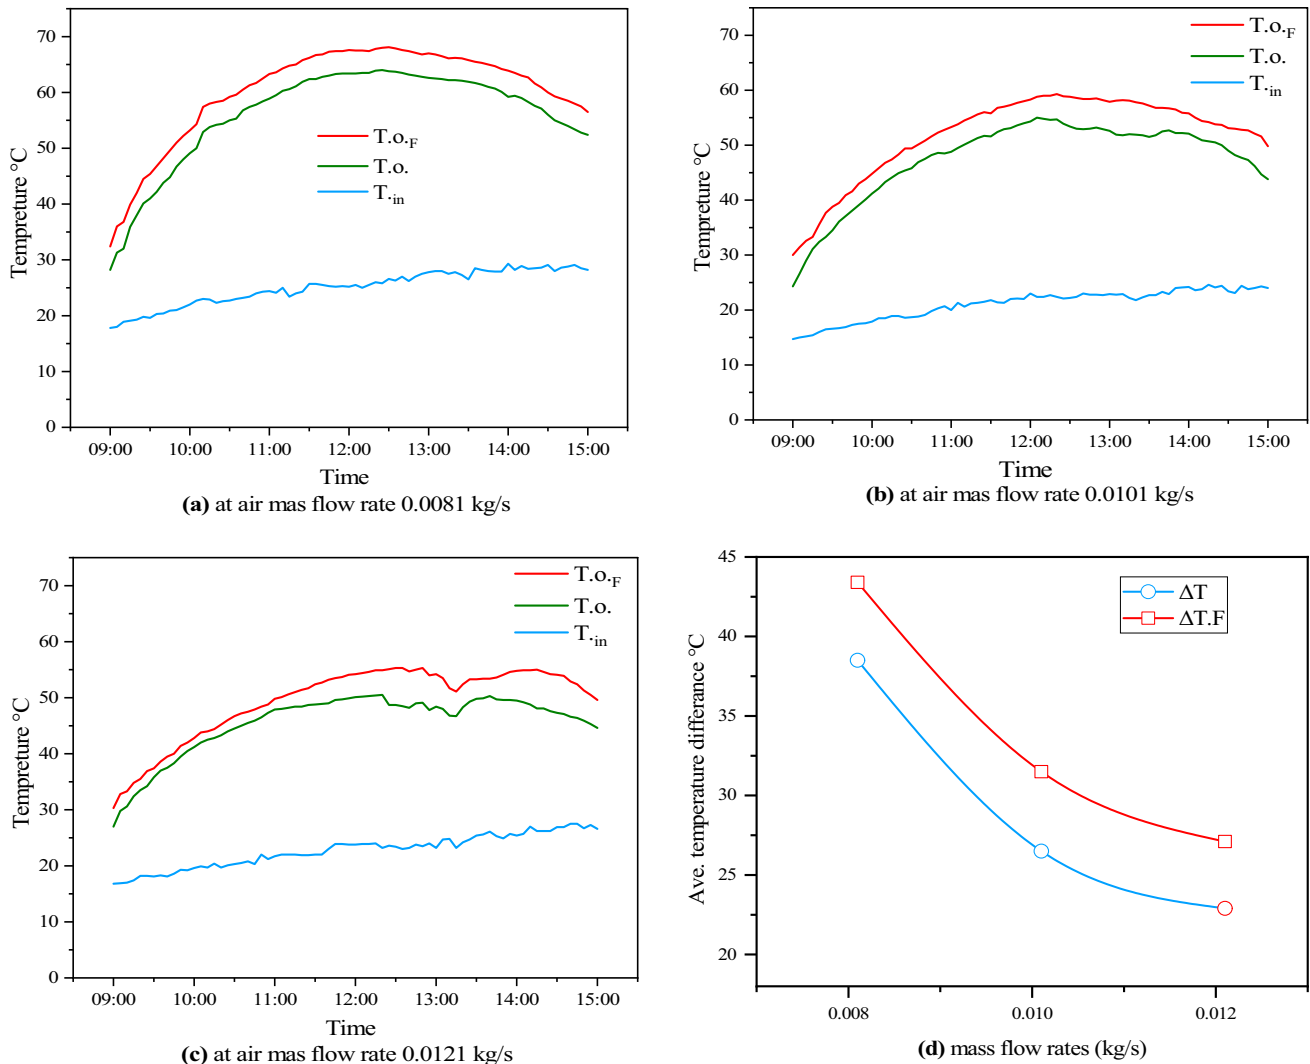 70
60
50
40
30
20
10
0
Tempreture °C
T.o.F
T.o.
T.in
09:00 10:00 11:00 12:00 13:00 14:00 15:00
Time
(a) at air mas flow rate 0.0081 kg/s
70
60
50
40
30
20
10
0
Tempreture °C
T.o.F
T.o.
T.in
09:00 10:00 11:00 12:00 13:00 14:00 15:00
Time
(b) at air mas flow rate 0.0101 kg/s
70
60
50
40
30
20
10
0
Tempreture °C
T.o.F
T.o.
T.in
09:00 10:00 11:00 12:00 13:00 14:00 15:00
Time
(c) at air mas flow rate 0.0121 kg/s
45
40
35
30
25
20
Ave. temperature differance °C
ΔT
ΔT.F
0.008 0.010 0.012
(d) mass flow rates (kg/s)